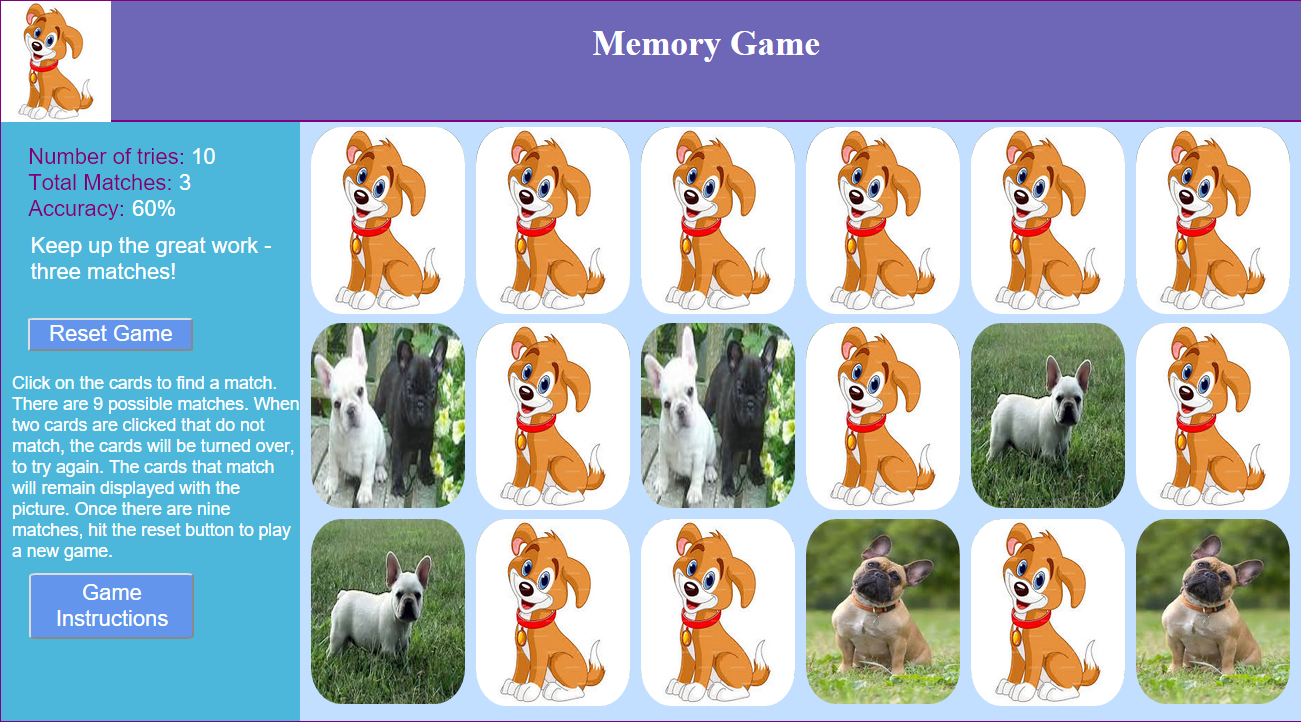 Memory Game
Number of tries: 10
Total Matches: 3
Accuracy: 60%
Keep up the great work -
three matches!
Reset Game
Click on the cards to find a match.
There are 9 possible matches. When
two cards are clicked that do not
match, the cards will be turned over,
to try again. The cards that match
will remain displayed with the
picture. Once there are nine
matches, hit the reset button to play
a new game.
Game
Instructions